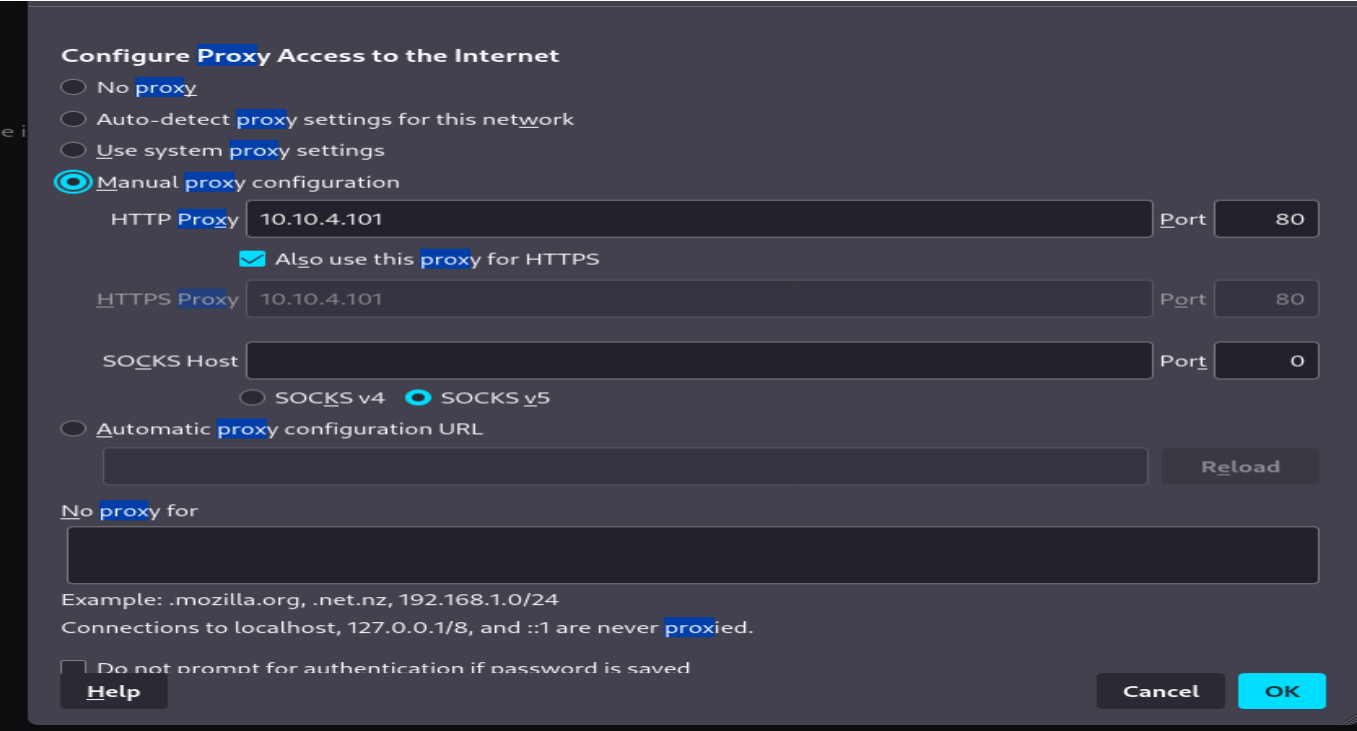 Configure Proxy Access to the Internet
No proxy
Auto-detect proxy settings for this network
e i
Use system proxy settings
Manual proxy configuration
HTTP Proxy 10.10.4.101 Port 80
Also use this proxy for HTTPS
HTTPS Proxy 10.10.4.101 Port 80
SOCKS Host Port 0
SOCKS v4 SOCKS v5
Automatic proxy configuration URL
Reload
No proxy for
Example: .mozilla.org, .net.nz, 192.168.1.0/24
Connections to localhost, 127.0.0.1/8, and ::1 are never proxied.
Do not prompt for authentication if password is saved
Help Cancel OK